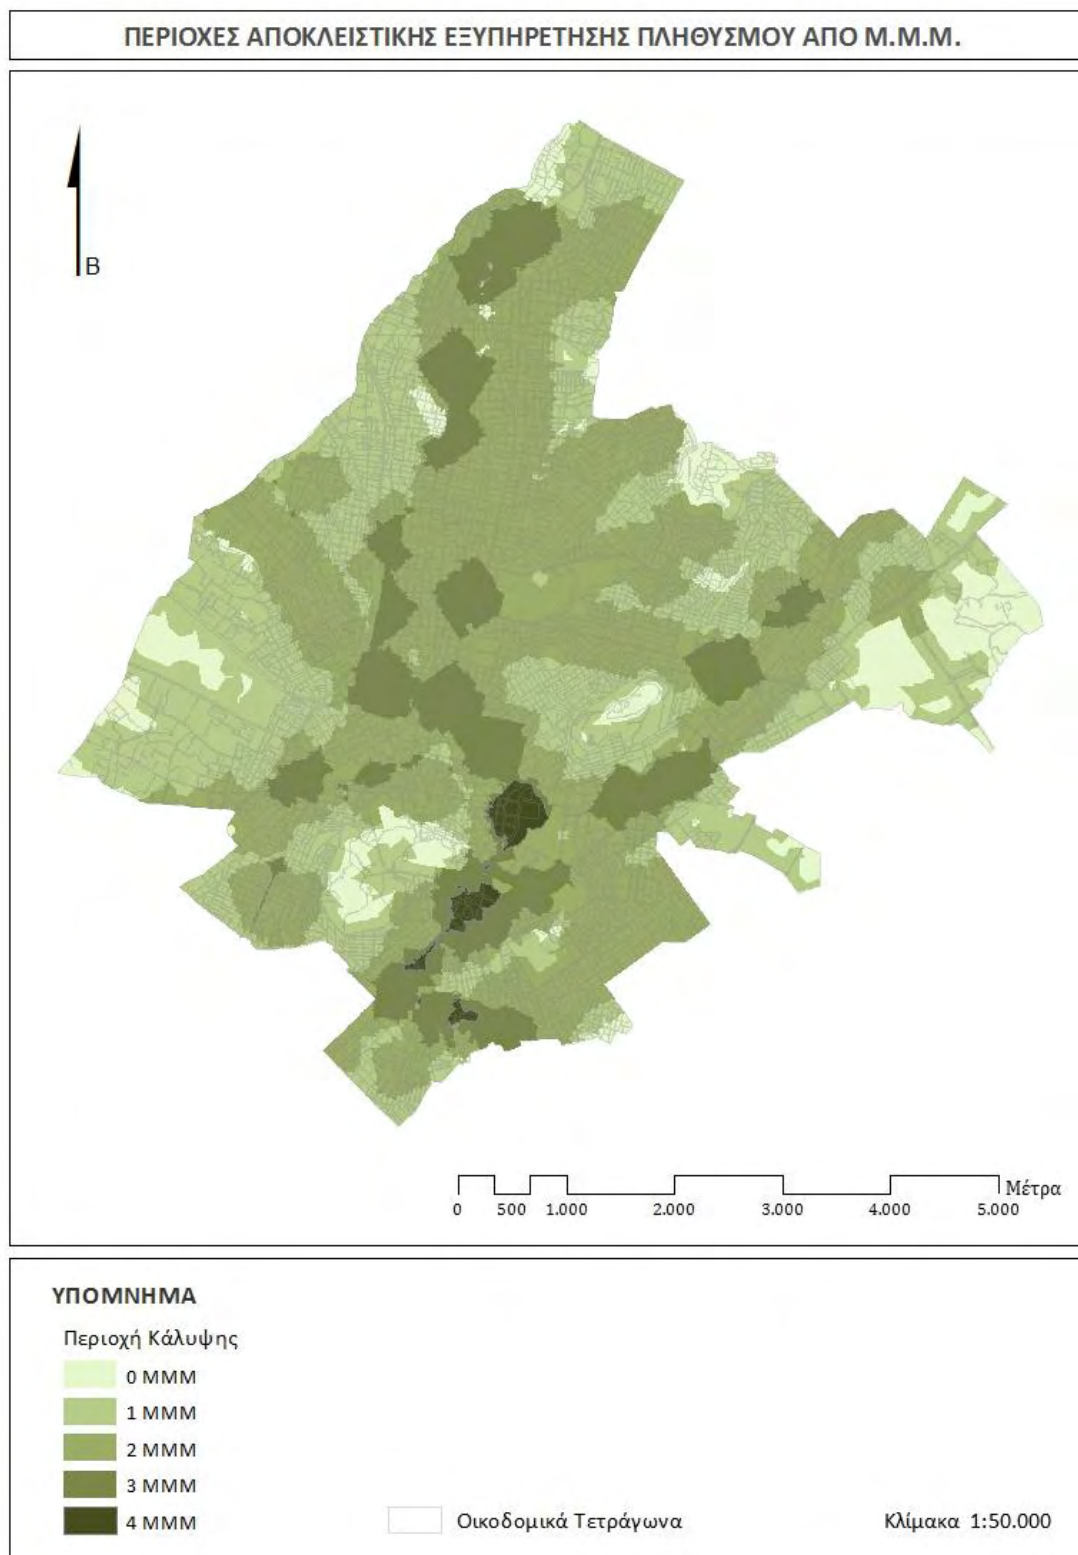 ΠΕΡΙΟΧΕΣ ΑΠΟΚΛΕΙΣΤΙΚΗΣ ΕΞΥΠΗΡΕΤΗΣΗΣ ΠΛΗΘΥΣΜΟΥ ΑΠΟ Μ.Μ.Μ.
Β
Μέτρα
0 500 1.000 2.000 3.000 4.000 5.000
ΥΠΟΜΝΗΜΑ
Περιοχή Κάλυψης
0 ΜΜΜ
1 ΜΜΜ
2 ΜΜΜ
3 ΜΜΜ
4 ΜΜΜ
Οικοδομικά Τετράγωνα
Κλίμακα 1:50.000